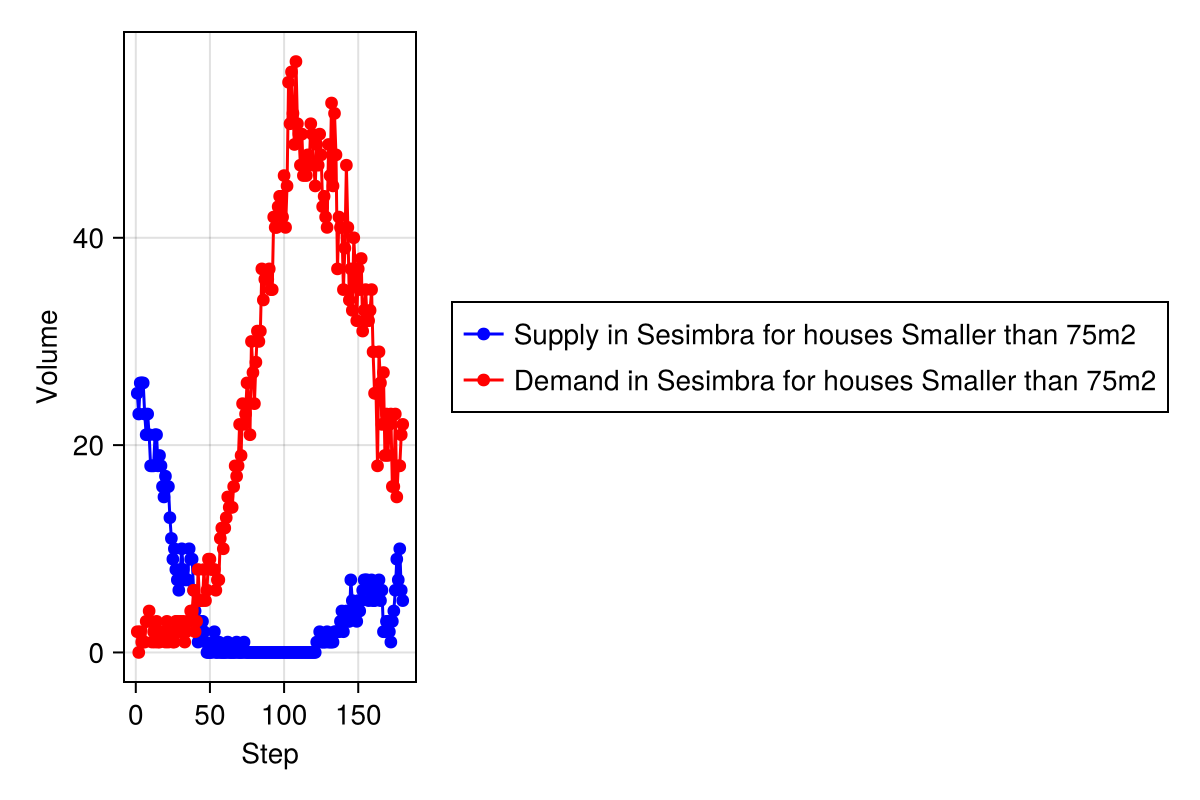 Volume
40
20
0
0 50 100 150
Step
Supply in Sesimbra for houses Smaller than 75m2
Demand in Sesimbra for houses Smaller than 75m2